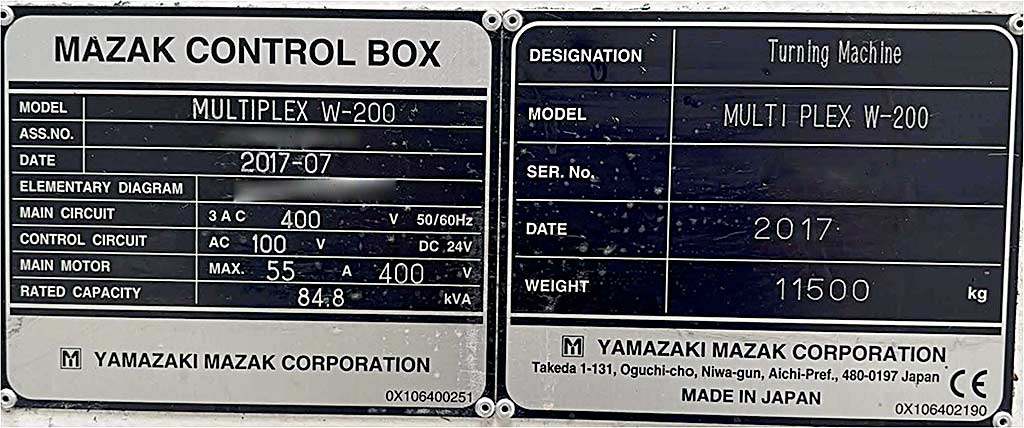 MAZAK CONTROL BOX
MODEL MULTIPLEX W-200
ASS.NO.
DATE 2017-07
ELEMENTARY DIAGRAM
MAIN CIRCUIT 3 A C 400 V 50/60Hz
CONTROL CIRCUIT AC 100 V DC 24V
MAIN MOTOR MAX. 55 A 400 V
RATED CAPACITY 84.8 kVA
YAMAZAKI MAZAK CORPORATION
0X106400251
DESIGNATION Turning Machine
MODEL MULTI PLEX W-200
SER. No.
DATE 2017
WEIGHT 11500 kg
YAMAZAKI MAZAK CORPORATION
Takeda 1-131, Oguchi-cho, Niwa-gun, Aichi-Pref., 480-0197 Japan
MADE IN JAPAN
CE
0X106402190